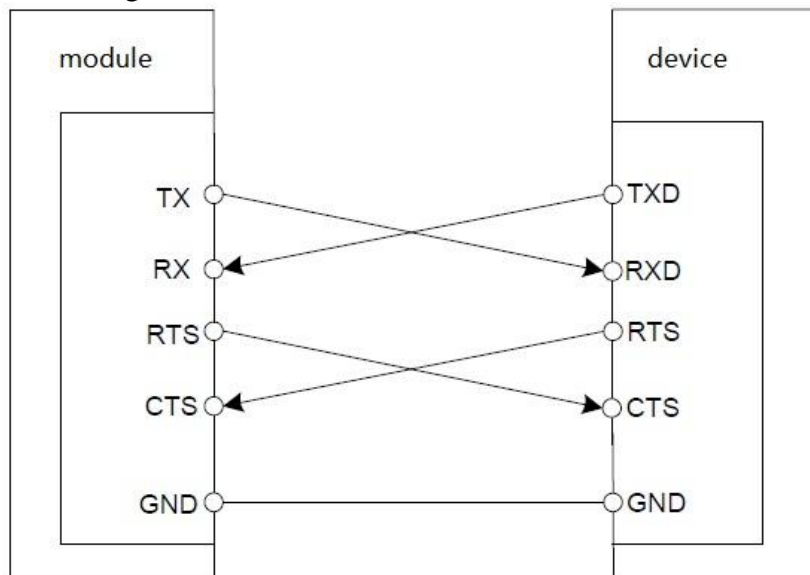 module
device
TX
TXD
RX
RXD
RTS
RTS
CTS
CTS
GND
GND